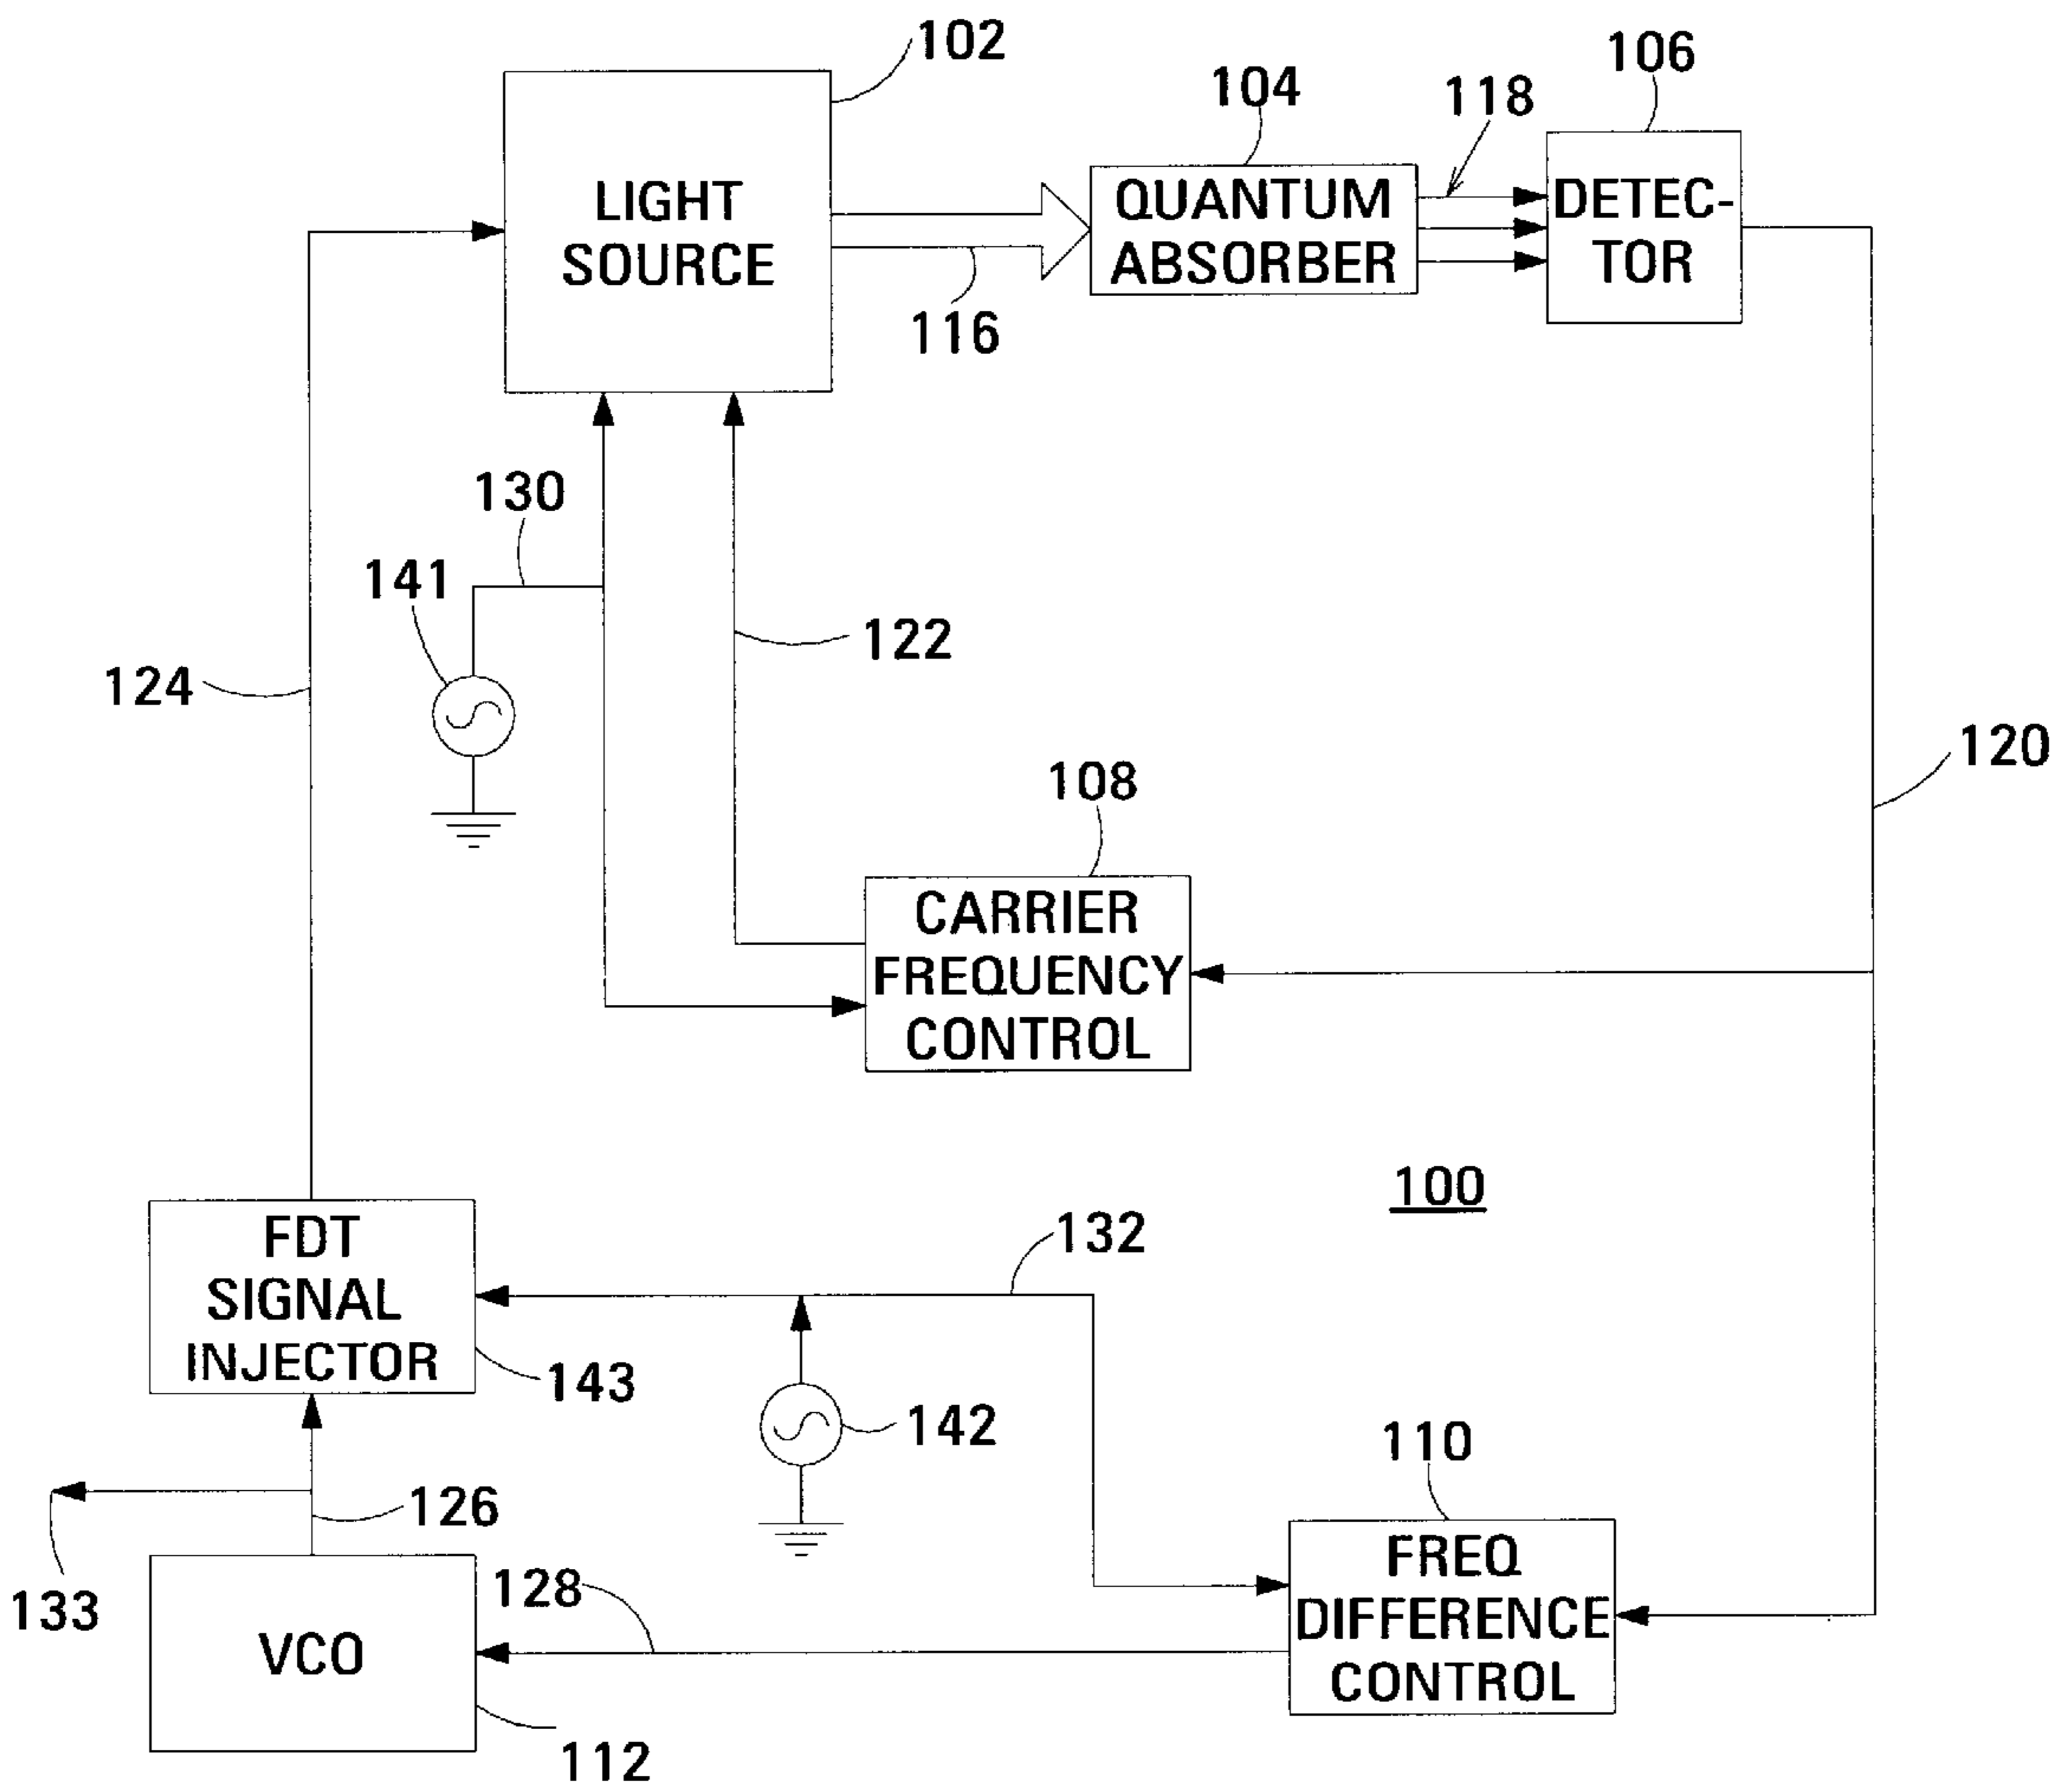 102
106
104
118
LIGHT
SOURCE
QUANTUM
ABSORBER
DETEC-
TOR
116
130
141
122
124
120
108
CARRIER
FREQUENCY
CONTROL
100
132
FDT
SIGNAL
INJECTOR
143
142
110
126
133
128
VCO
FREQ
DIFFERENCE
CONTROL
112